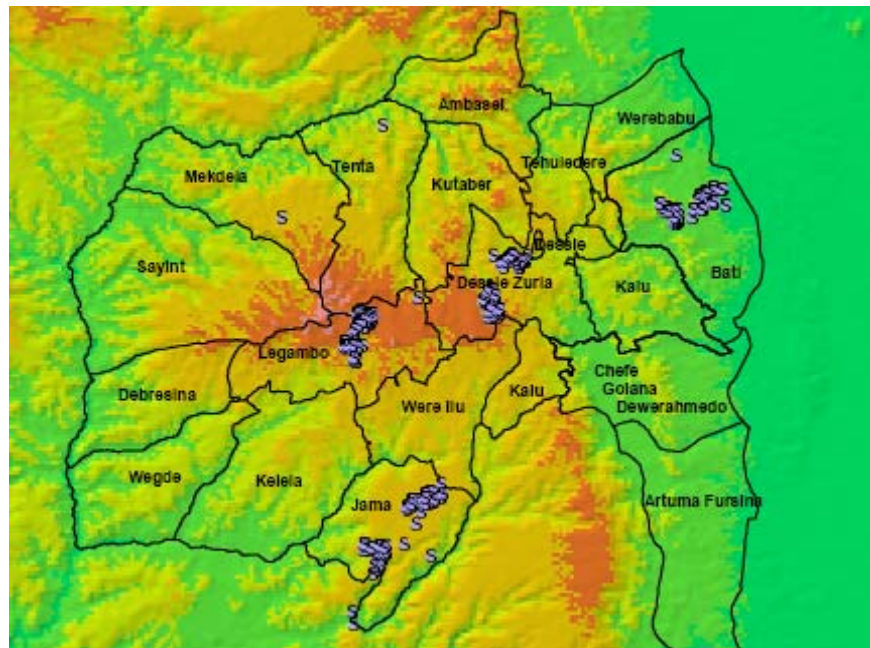 Ambasel
Werebabu
Tenta
Tehuledere
Mekdela
Kutaber
Dessie
Sayint
Dessie Zuria
Bati
Kalu
Legambo
Chefe
Golana
Dewerahmedo
Debresina
Kalu
Were Ilu
Wegde
Kelela
Jama
Artuma Fursina
S
S
S
S
S
S
S
S
S
S